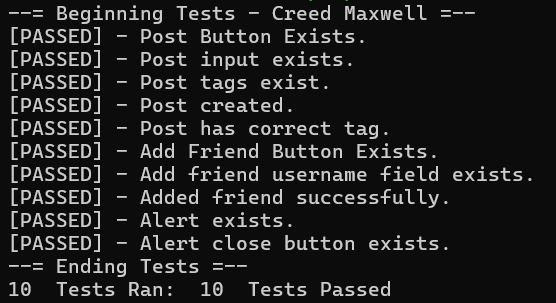 --= Beginning Tests - Creed Maxwell =--
[PASSED] - Post Button Exists.
[PASSED] - Post input exists.
[PASSED] - Post tags exist.
[PASSED] - Post created.
[PASSED] - Post has correct tag.
[PASSED] - Add Friend Button Exists.
[PASSED] - Add friend username field exists.
[PASSED] - Added friend successfully.
[PASSED] - Alert exists.
[PASSED] - Alert close button exists.
--= Ending Tests =--
10  Tests Ran:  10  Tests Passed